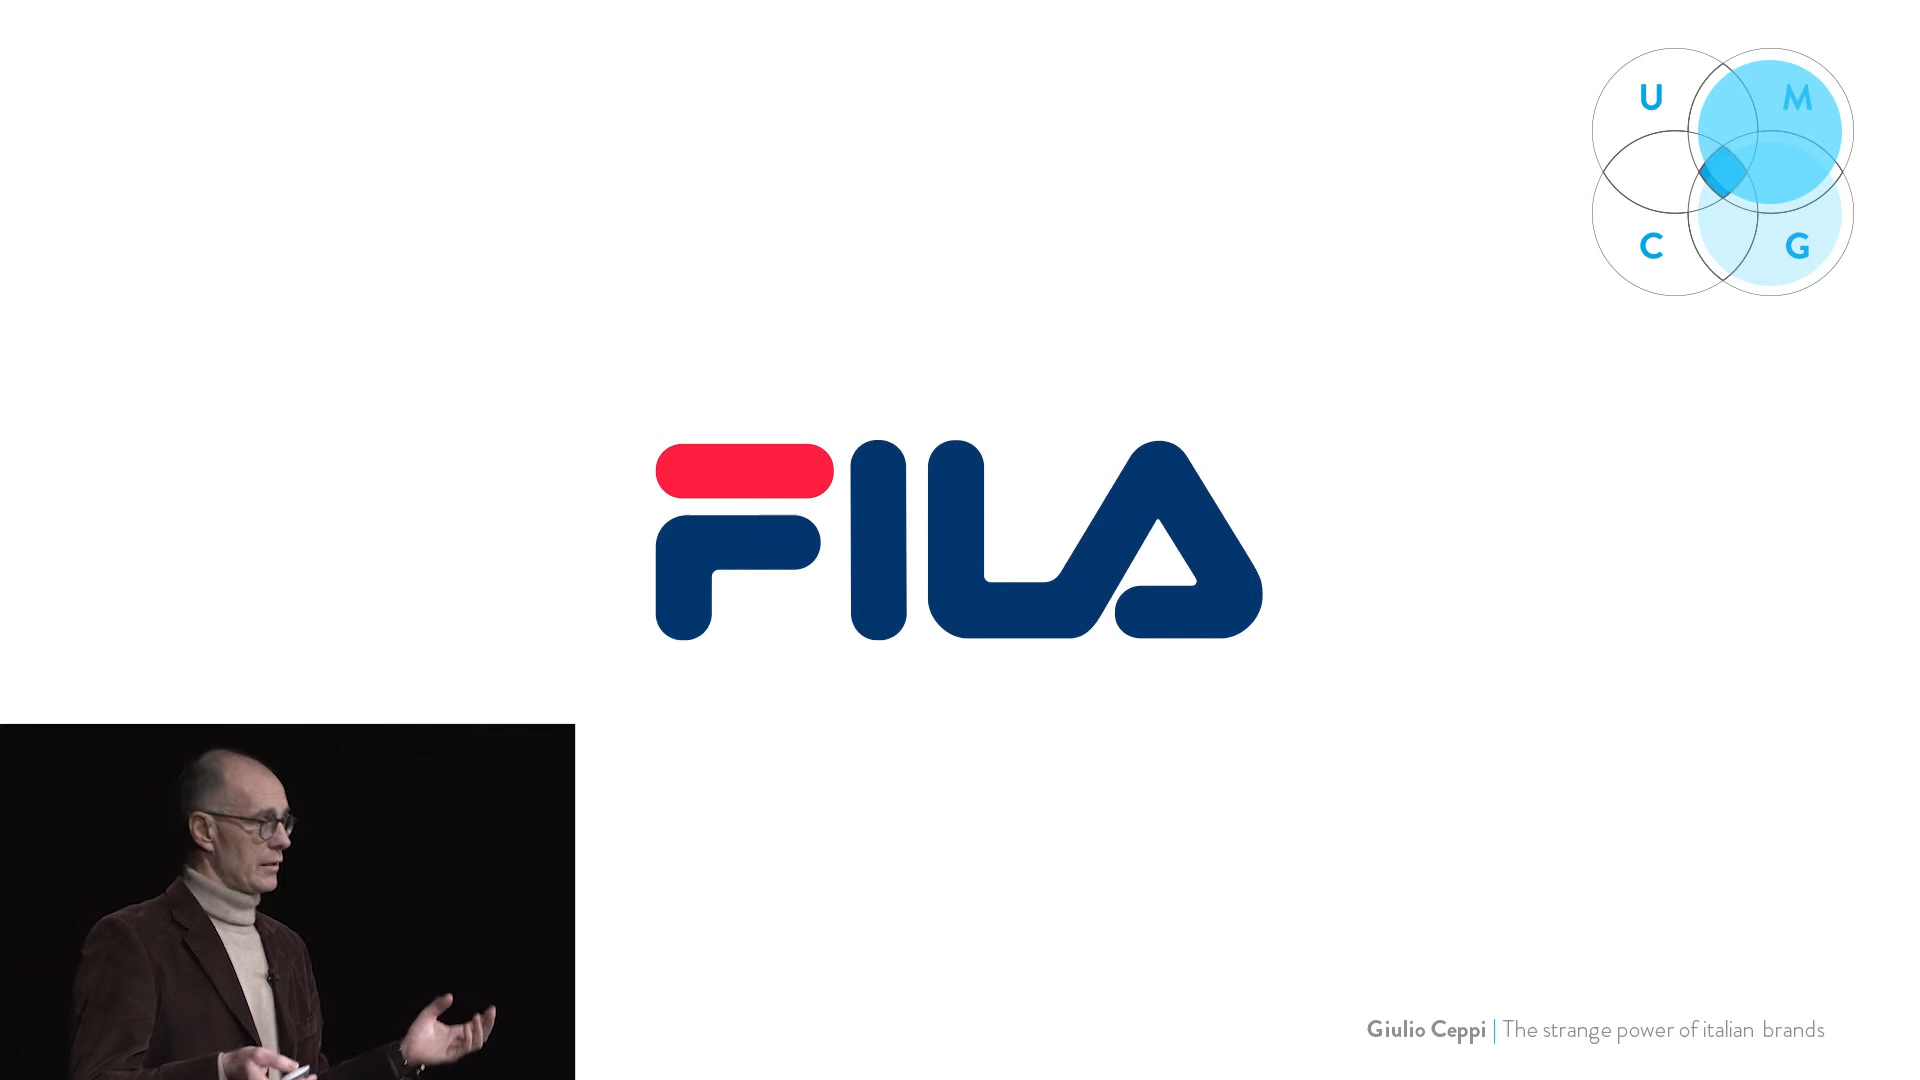 U M
C G
FILA
Giulio Ceppi | The strange power of italian brands